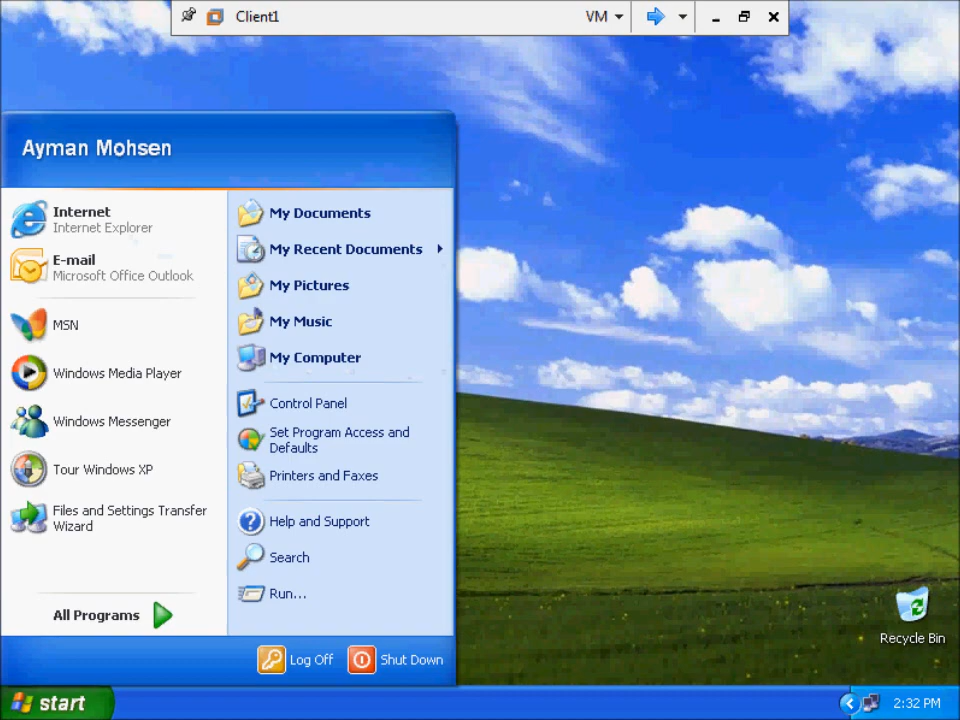 Client1
VM
Ayman Mohsen
Internet
Internet Explorer
E-mail
Microsoft Office Outlook
MSN
Windows Media Player
Windows Messenger
Tour Windows XP
Files and Settings Transfer
Wizard
All Programs
My Documents
My Recent Documents
My Pictures
My Music
My Computer
Control Panel
Set Program Access and
Defaults
Printers and Faxes
Help and Support
Search
Run...
Log Off
Shut Down
Recycle Bin
start
2:32 PM